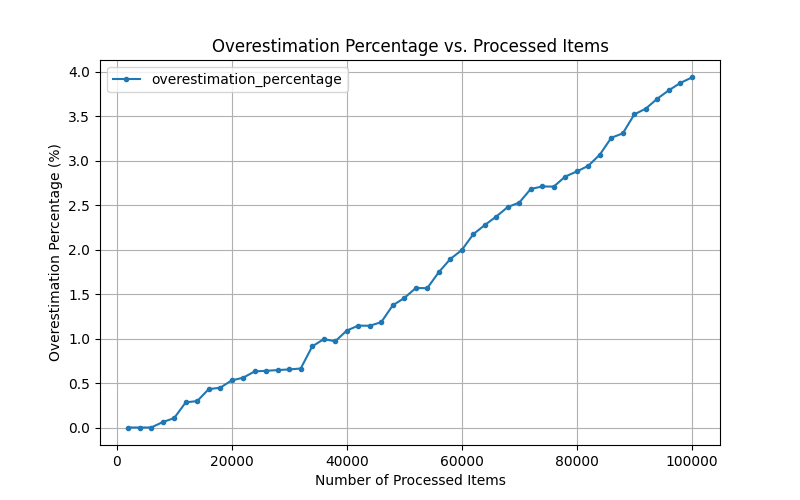 Overestimation Percentage vs. Processed Items
overestimation_percentage
4.0
3.5
3.0
2.5
2.0
1.5
1.0
0.5
0.0
Overestimation Percentage (%)
0 20000 40000 60000 80000 100000
Number of Processed Items